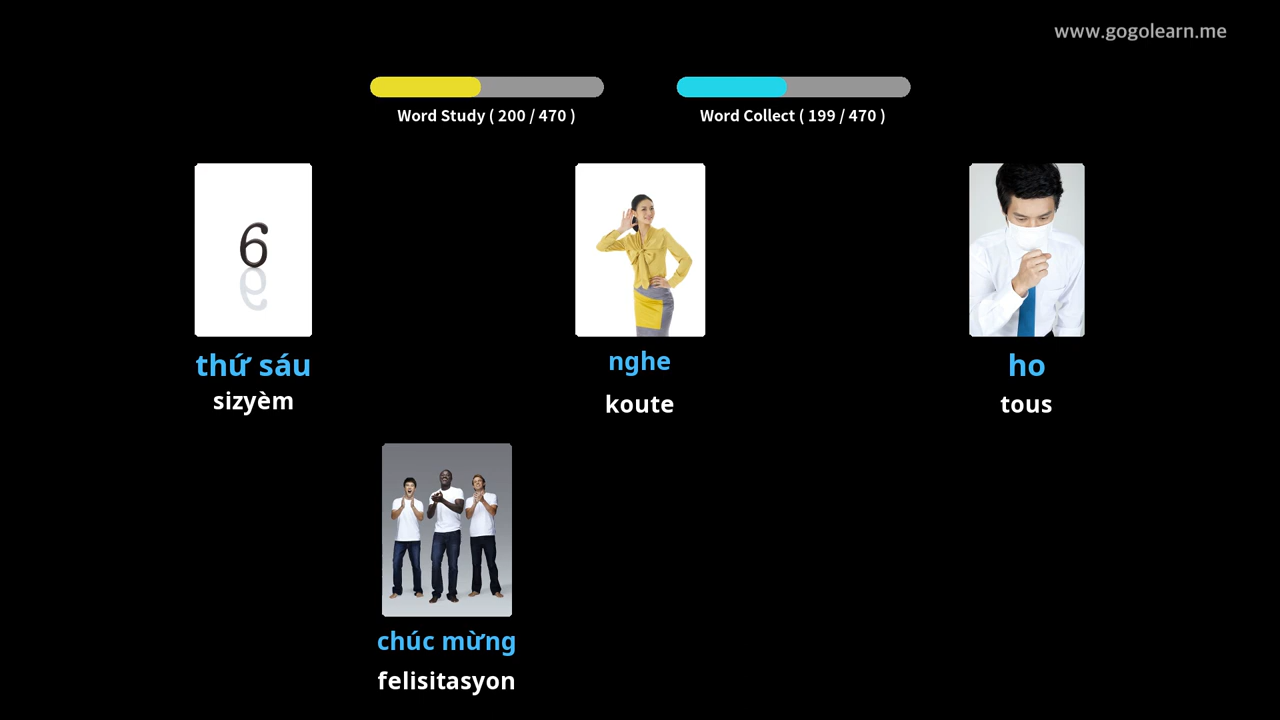 www.gogolearn.me
Word Study ( 200 / 470 )
Word Collect ( 199 / 470 )
6
thứ sáu
sizyèm
nghe
koute
ho
tous
chúc mừng
felisitasyon